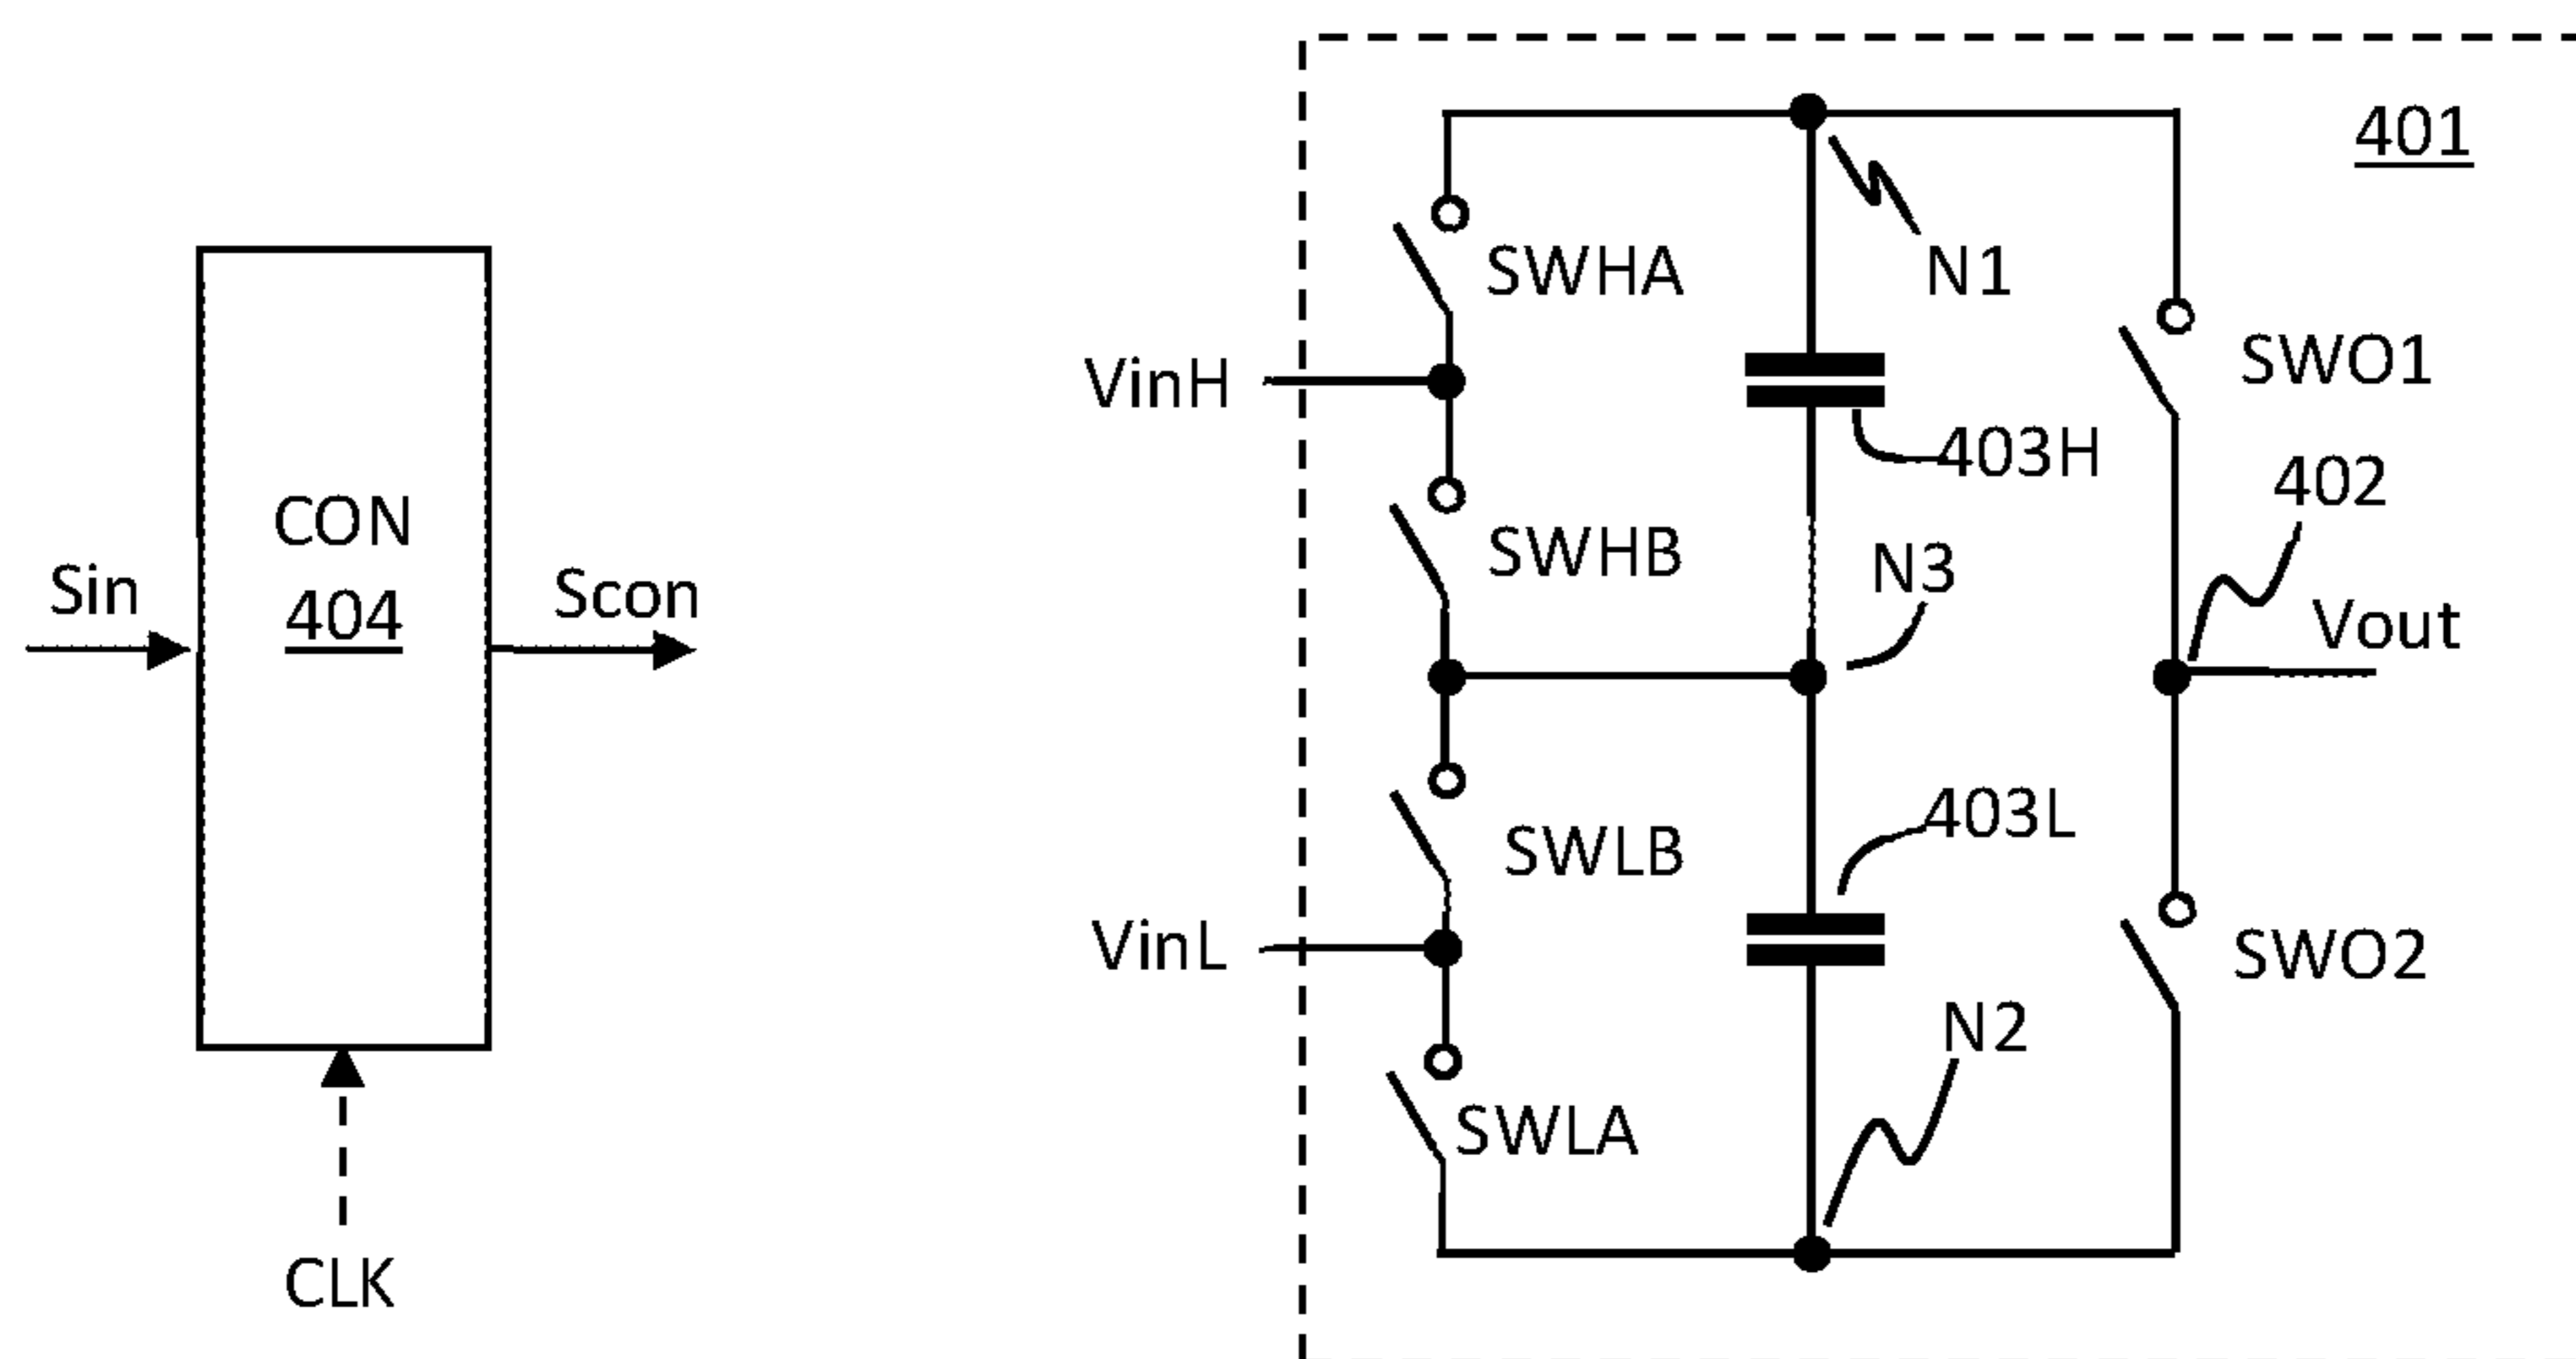 401
SWHA
N1
SWO1
VinH
403H
402
CON
SWHB
N3
Sin
404
Scon
Vout
403L
SWLB
VinL
SWO2
N2
SWLA
CLK